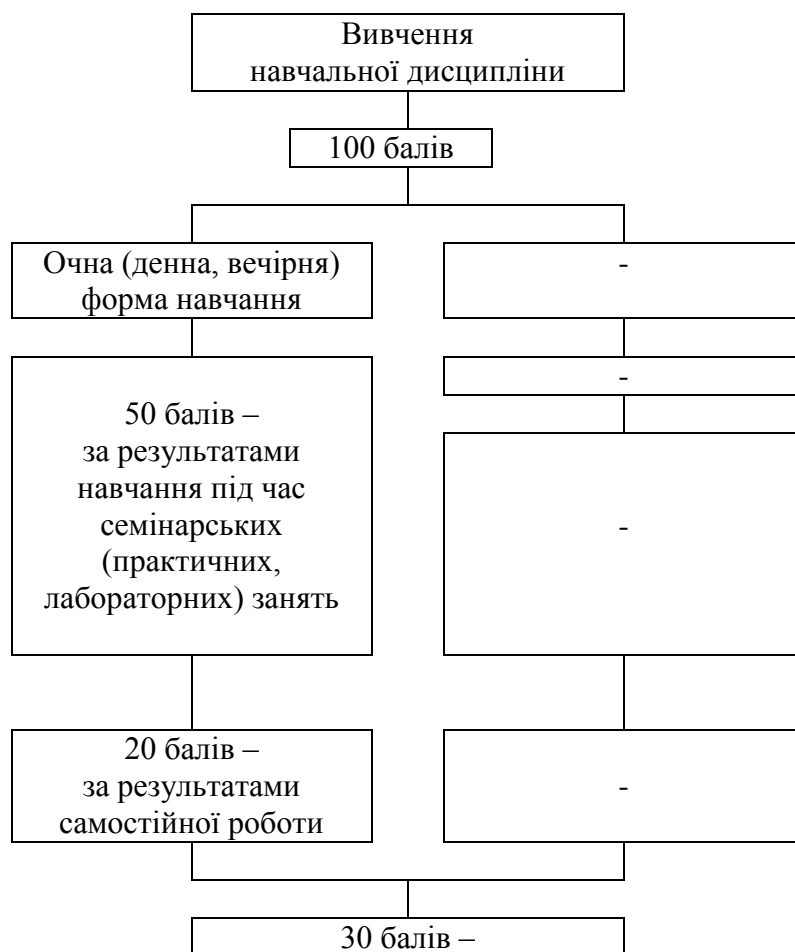 Вивчення
навчальної дисципліни
100 балів
Очна (денна, вечірня)
форма навчання
-
50 балів –
за результатами
навчання під час
семінарських
(практичних,
лабораторних) занять
-
-
20 балів –
за результатами
самостійної роботи
-
30 балів –